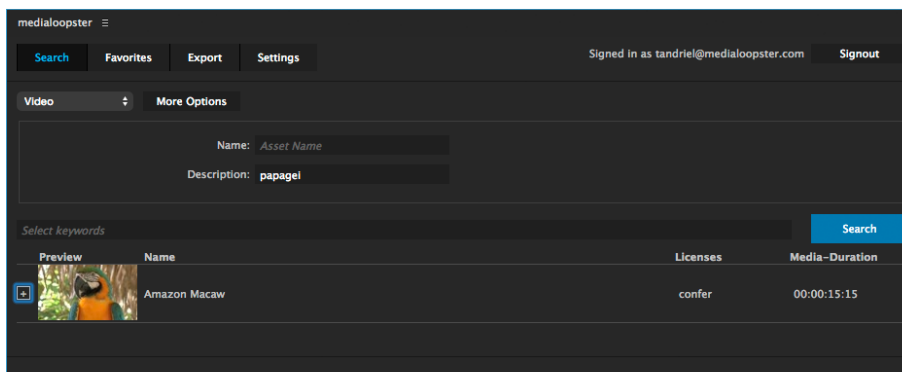 medialoopster
Search Favorites Export Settings Signed in as tandriel@medialoopster.com Signout
Video More Options
Name: Asset Name
Description: papagei
Select keywords Search
Preview Name Licenses Media-Duration
Amazon Macaw confer 00:00:15:15